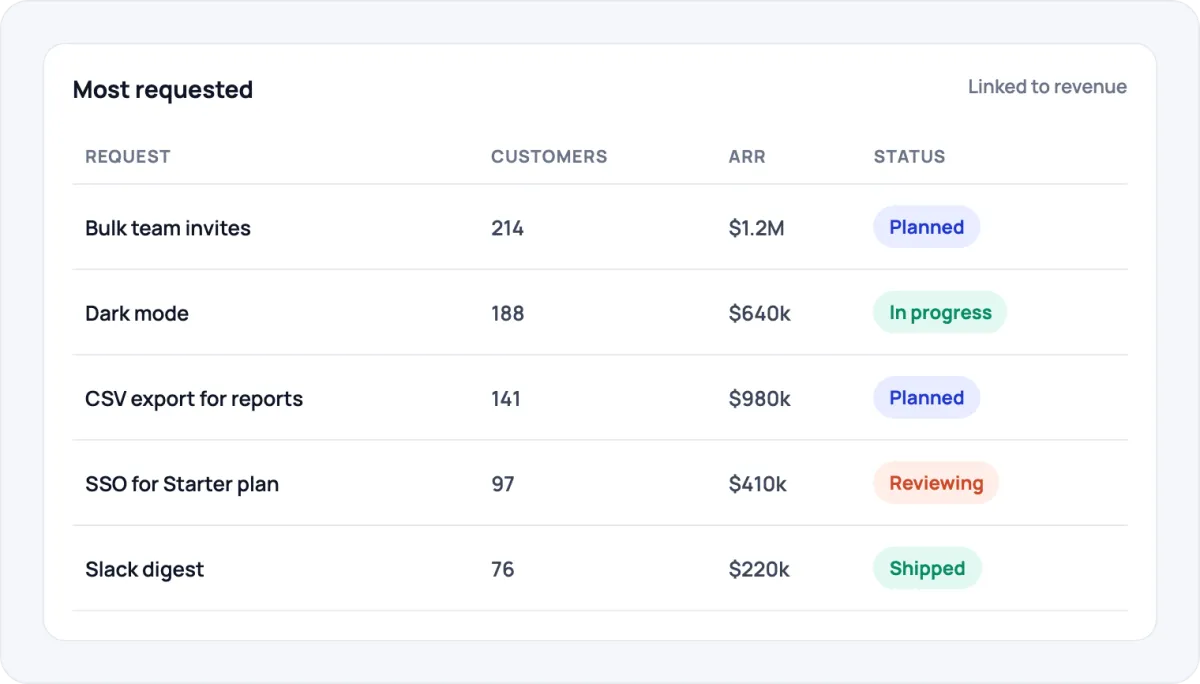 Most requested
Linked to revenue
REQUEST CUSTOMERS ARR STATUS
Bulk team invites 214 $1.2M Planned
Dark mode 188 $640k In progress
CSV export for reports 141 $980k Planned
SSO for Starter plan 97 $410k Reviewing
Slack digest 76 $220k Shipped